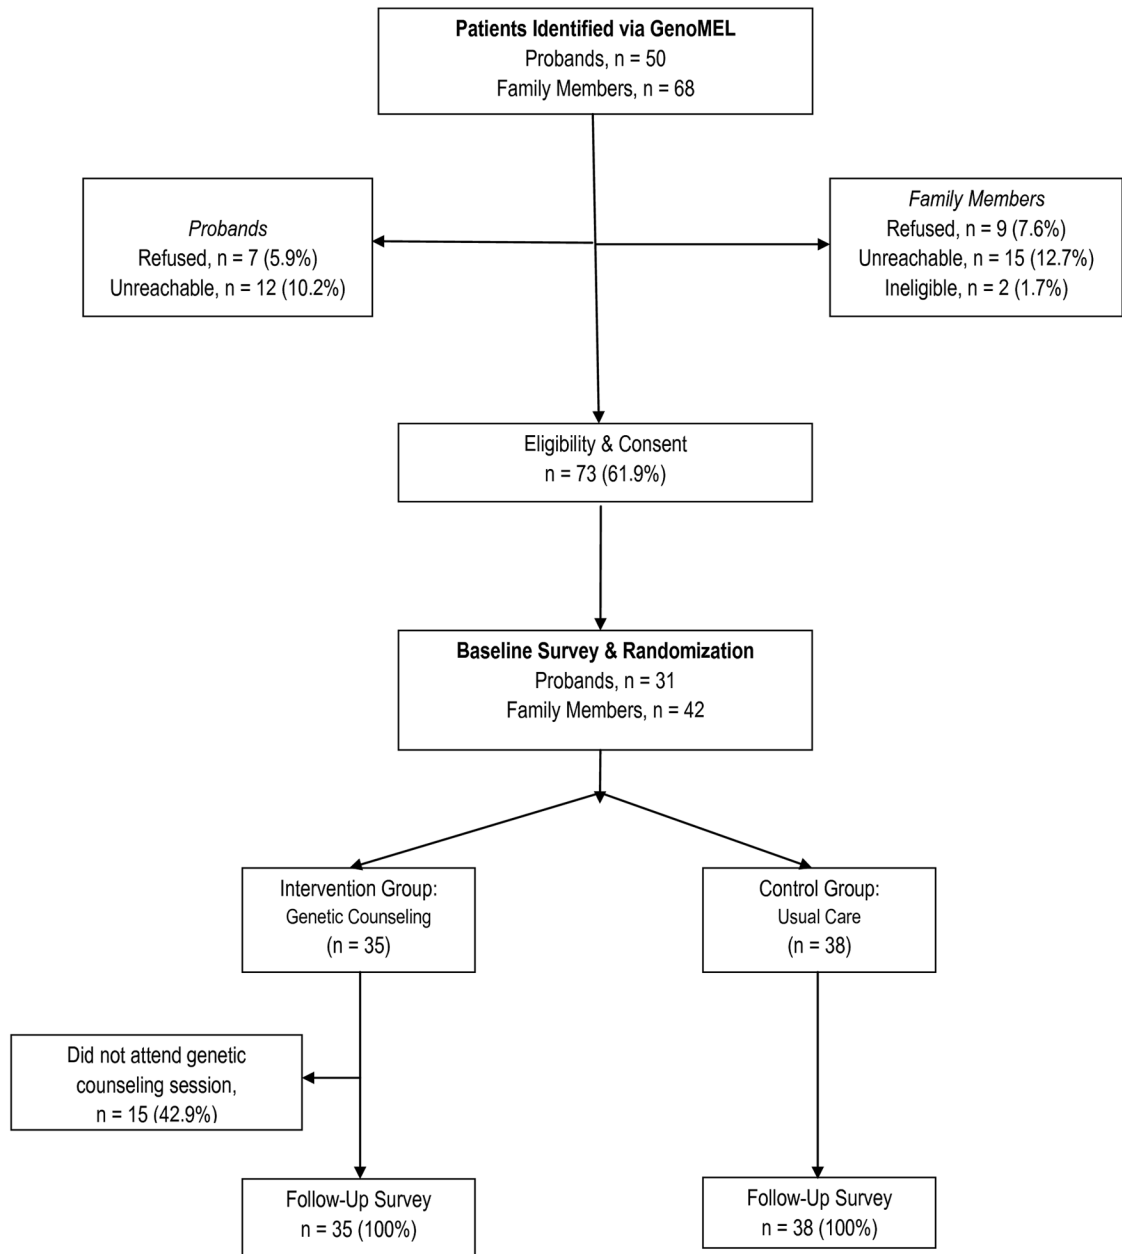 Patients Identified via GenoMEL
Probands, n = 50
Family Members, n = 68
Probands
Refused, n = 7 (5.9%)
Unreachable, n = 12 (10.2%)
Family Members
Refused, n = 9 (7.6%)
Unreachable, n = 15 (12.7%)
Ineligible, n = 2 (1.7%)
Eligibility & Consent
n = 73 (61.9%)
Baseline Survey & Randomization
Probands, n = 31
Family Members, n = 42
Intervention Group:
Genetic Counseling
(n = 35)
Control Group:
Usual Care
(n = 38)
Did not attend genetic
counseling session,
n = 15 (42.9%)
Follow-Up Survey
n = 35 (100%)
Follow-Up Survey
n = 38 (100%)